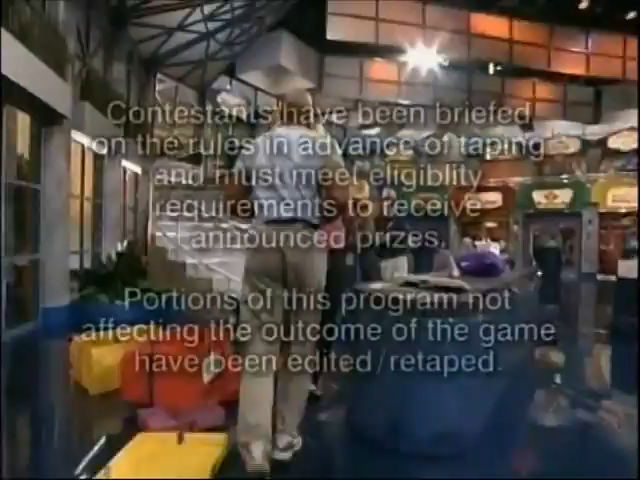 Contestants have been briefed
on the rules in advance of taping
and must meet eligiblity
requirements to receive
announced prizes.
Portions of this program not
affecting the outcome of the game
have been edited/retaped.